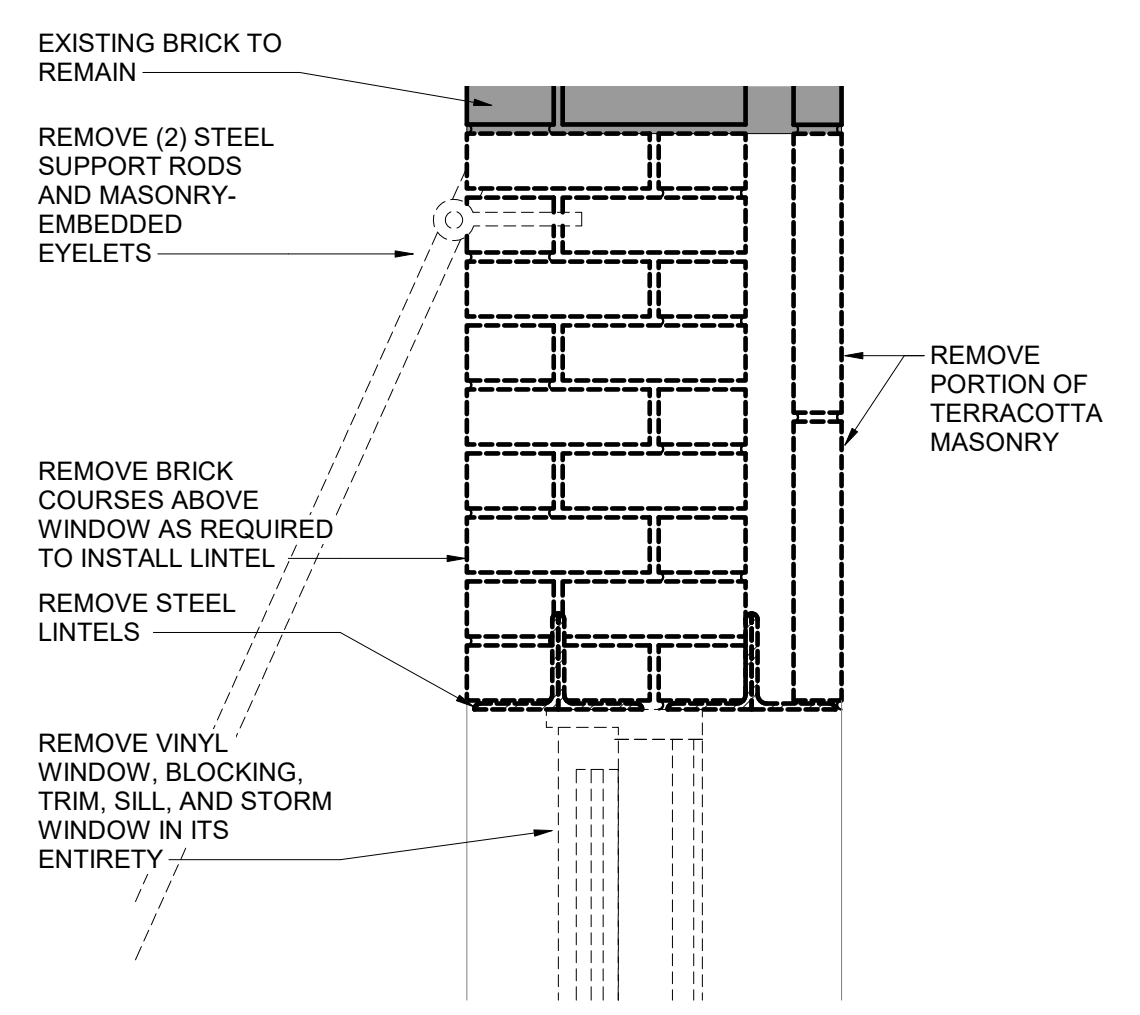 EXISTING BRICK TO
REMAIN
REMOVE (2) STEEL
SUPPORT RODS
AND MASONRY-
EMBEDDED
EYELETS
REMOVE
PORTION OF
TERRACOTTA
MASONRY
REMOVE BRICK
COURSES ABOVE
WINDOW AS REQUIRED
TO INSTALL LINTEL
REMOVE STEEL
LINTELS
REMOVE VINYL
WINDOW, BLOCKING,
TRIM, SILL, AND STORM
WINDOW IN ITS
ENTIRETY